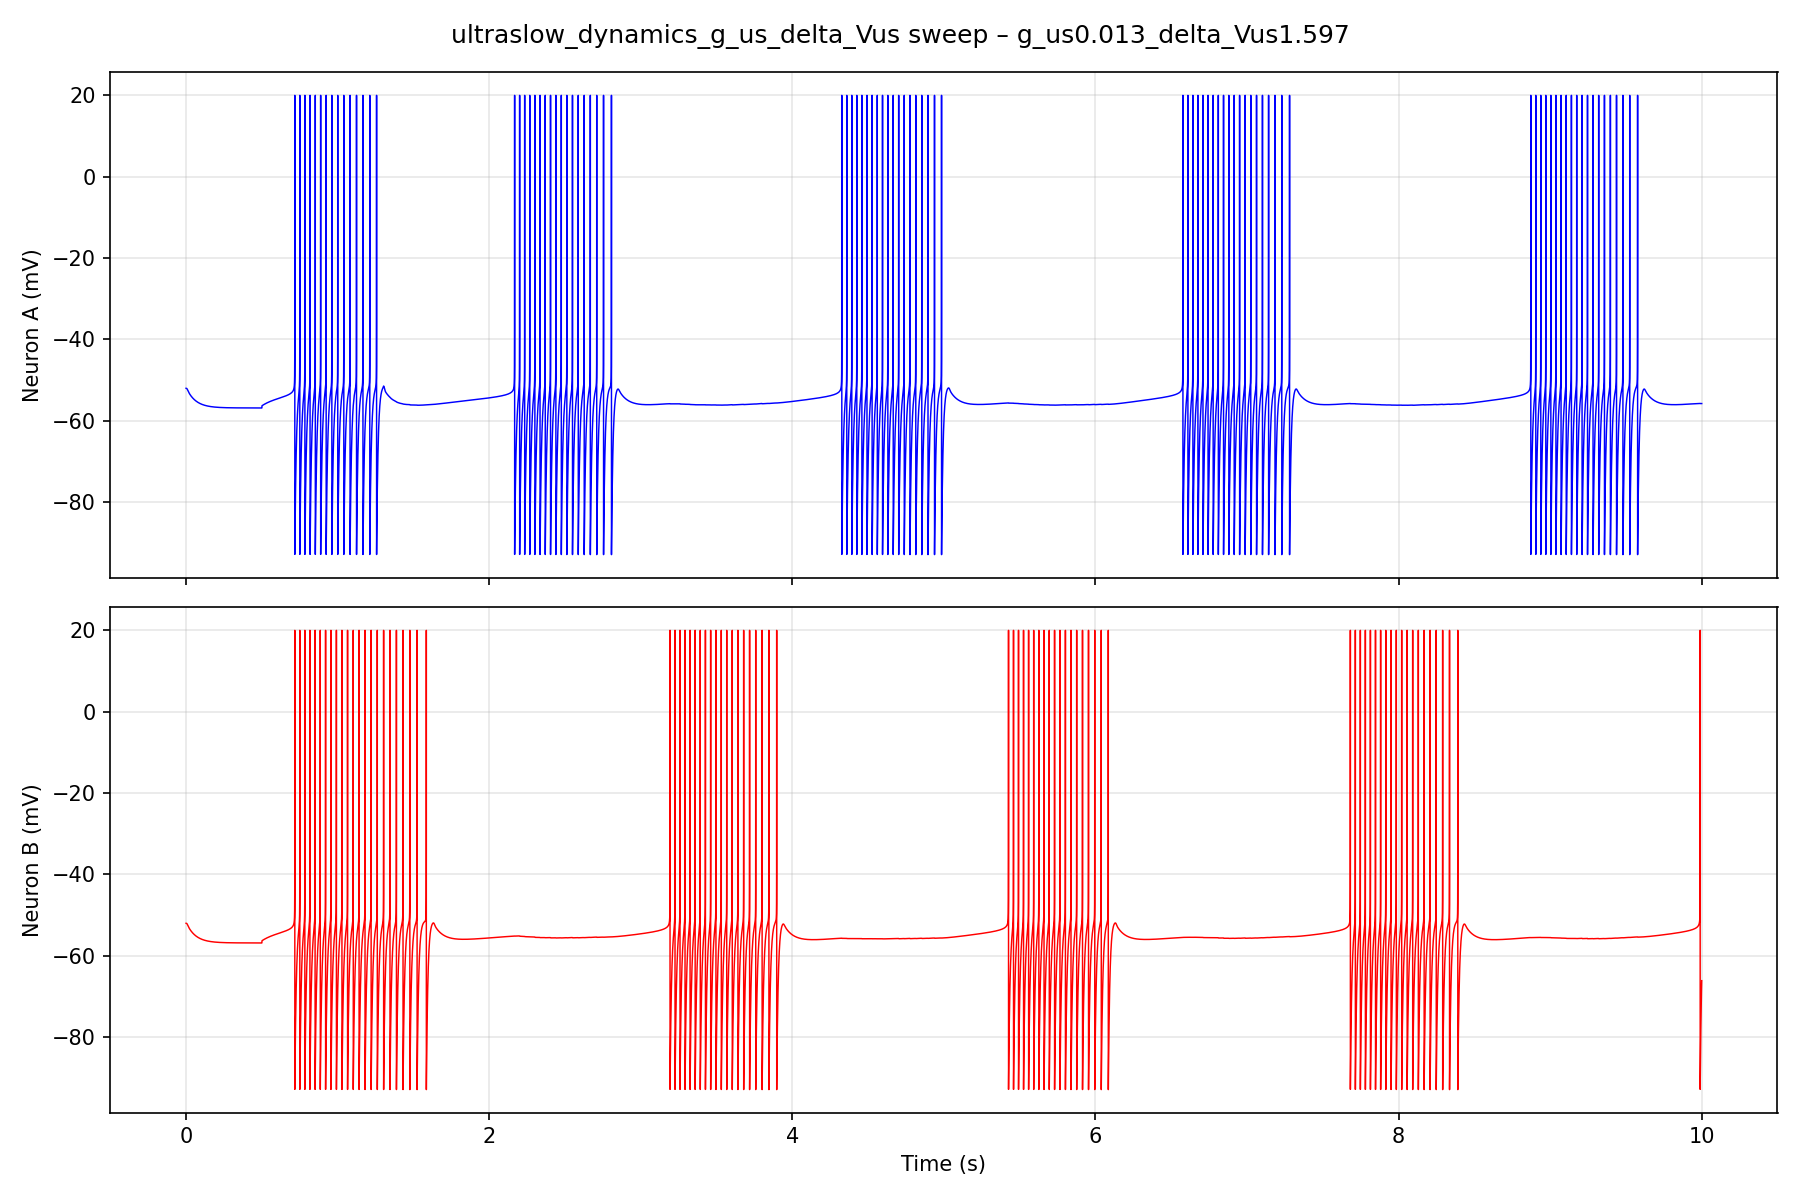 ultraslow_dynamics_g_us_delta_Vus sweep – g_us0.013_delta_Vus1.597
20
0
−20
−40
−60
−80
Neuron A (mV)
20
0
−20
−40
−60
−80
Neuron B (mV)
0 2 4 6 8 10
Time (s)